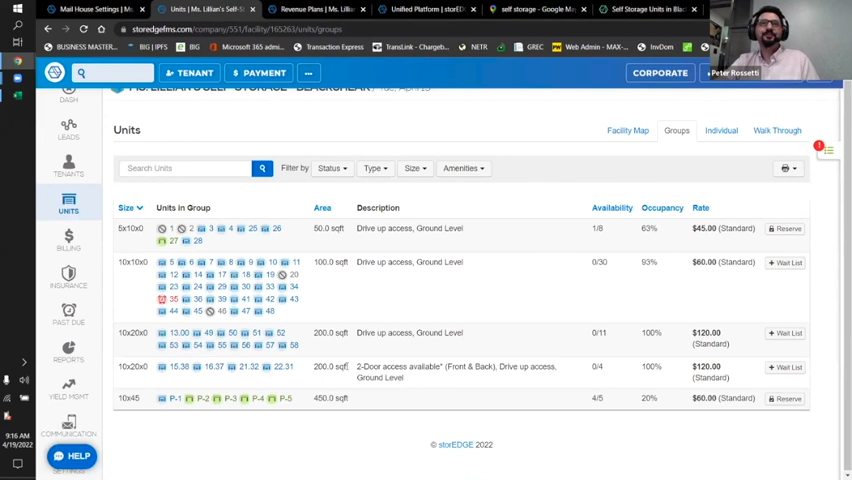 Mail House Settings | Ms.
Units | Ms. Lillian's Self-S
Revenue Plans | Ms. Lillian
Unified Platform | storED
self storage - Google Ma
Self Storage Units in Blac
storedgefms.com/company/551/facility/165263/units/groups
BUSINESS MASTER...
BiG | IPFS
BiG | Outlook
Microsoft 365 admi...
Transaction Express
TransLink - Chargeb...
NETR
GREC
Web Admin - MAX-...
InvDom
TENANT
$ PAYMENT
...
CORPORATE
Peter Rossetti
DASH
LEADS
TENANTS
UNITS
BILLING
INSURANCE
PAST DUE
REPORTS
YIELD MGMT
COMMUNICATION
HELP
9:16 AM
4/19/2022
MS. LILLIAN'S SELF STORAGE - BLACKSHEAR
Units
Facility Map
Groups
Individual
Walk Through
Search Units
Filter by
Status
Type
Size
Amenities
Size
Units in Group
Area
Description
Availability
Occupancy
Rate
5x10x0 1 2 3 4 25 26 50.0 sqft Drive up access, Ground Level 1/8 63% $45.00 (Standard) Reserve
27 28
10x10x0 5 6 7 8 9 10 11 100.0 sqft Drive up access, Ground Level 0/30 93% $60.00 (Standard) + Wait List
12 14 17 18 19 20
23 24 29 30 33 34
35 36 39 41 42 43
44 45 46 47 48
10x20x0 13.00 49 50 51 52 200.0 sqft Drive up access, Ground Level 0/11 100% $120.00 + Wait List
53 54 55 56 57 58 (Standard)
10x20x0 15.38 16.37 21.32 22.31 200.0 sqft 2-Door access available* (Front & Back), Drive up access, 0/4 100% $120.00 + Wait List
Ground Level (Standard)
10x45 P-1 P-2 P-3 P-4 P-5 450.0 sqft 4/5 20% $60.00 (Standard) Reserve
© storEDGE 2022